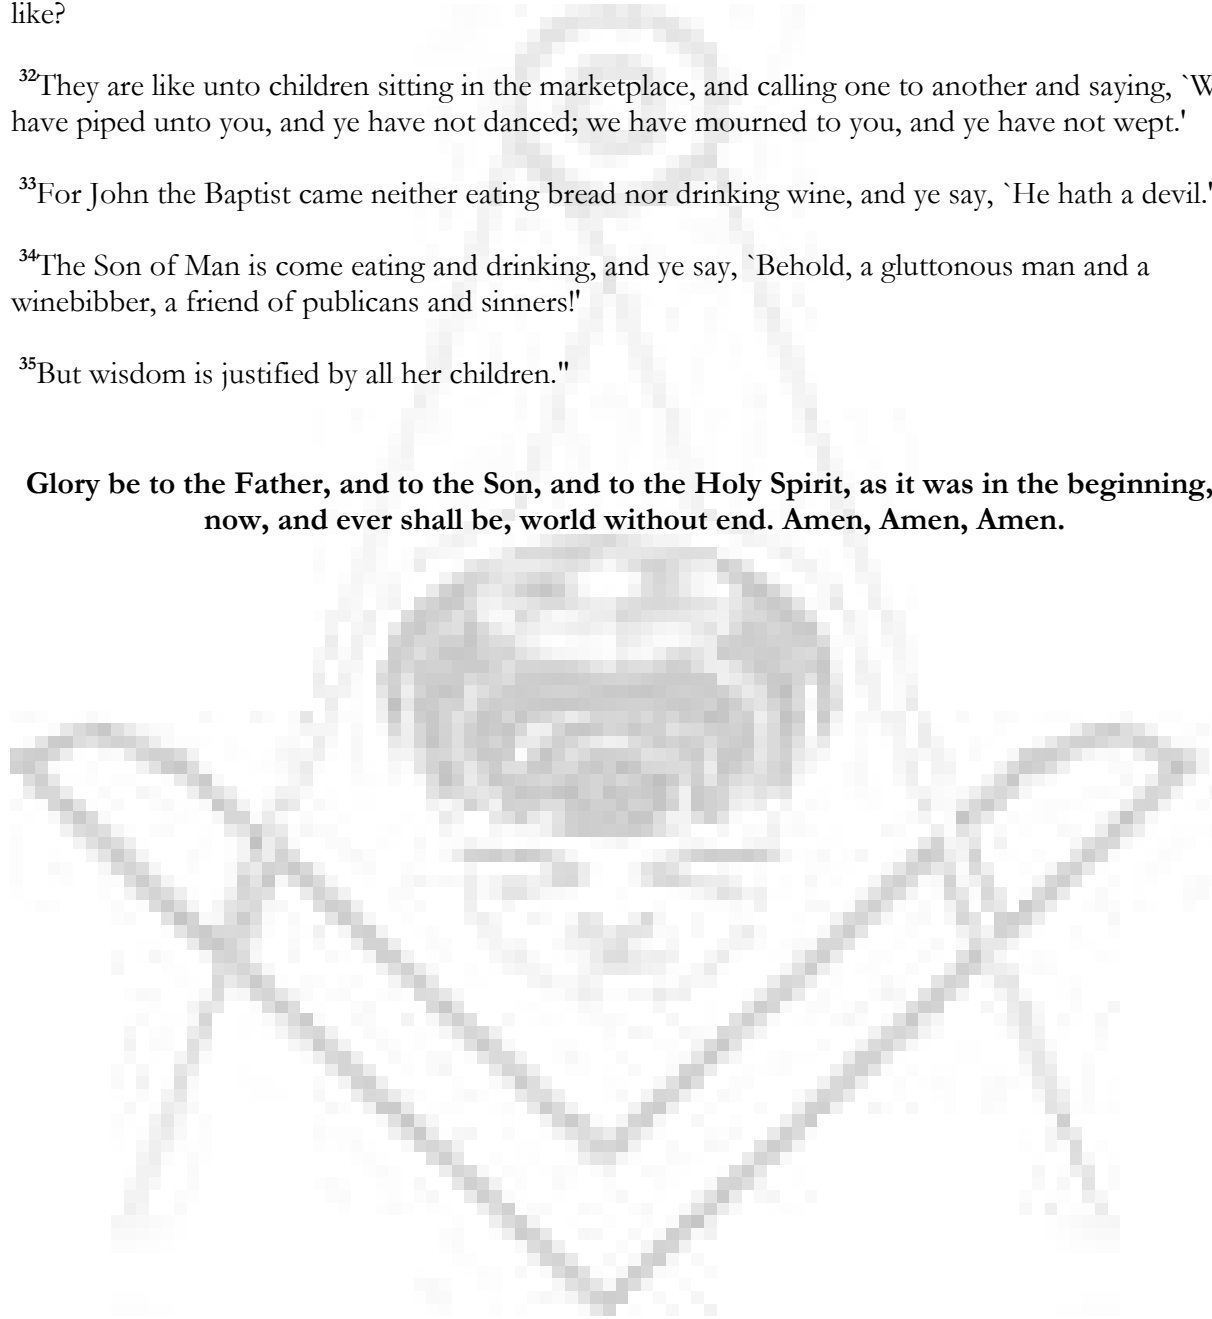 like?
32They are like unto children sitting in the marketplace, and calling one to another and saying, `W
have piped unto you, and ye have not danced; we have mourned to you, and ye have not wept.'
33For John the Baptist came neither eating bread nor drinking wine, and ye say, `He hath a devil.'
34The Son of Man is come eating and drinking, and ye say, `Behold, a gluttonous man and a
winebibber, a friend of publicans and sinners!'
35But wisdom is justified by all her children."
Glory be to the Father, and to the Son, and to the Holy Spirit, as it was in the beginning,
now, and ever shall be, world without end. Amen, Amen, Amen.